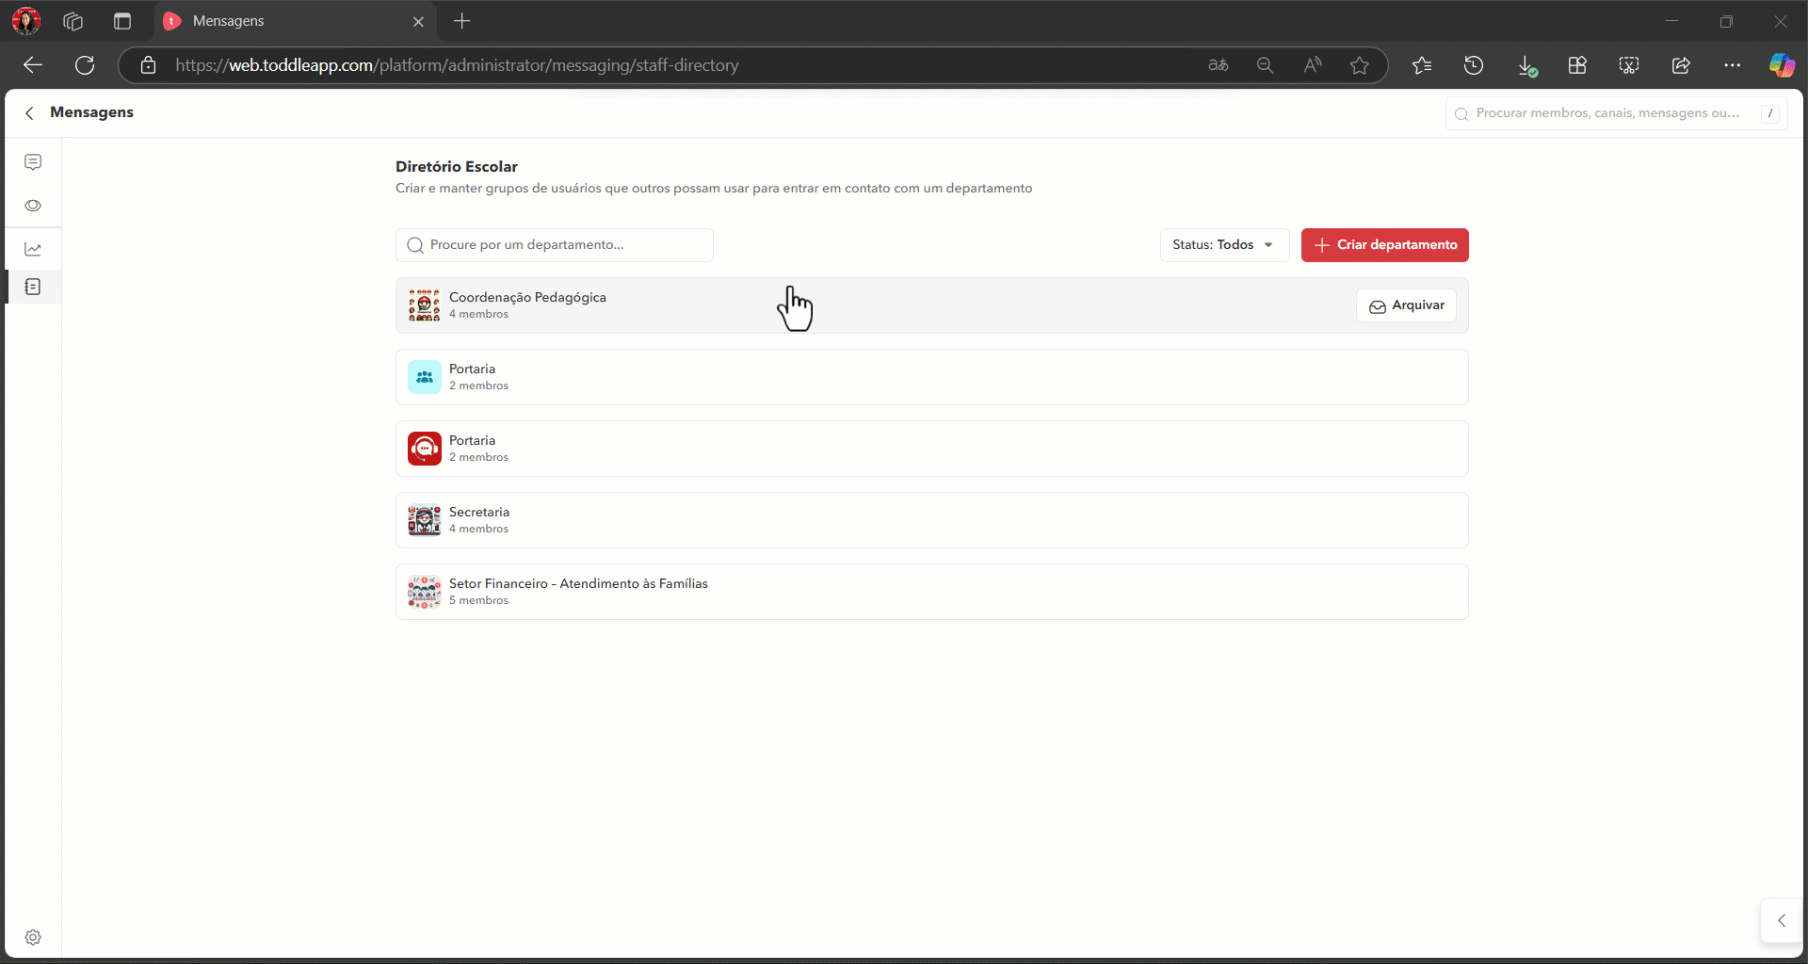 Mensagens
https://web.toddleapp.com/platform/administrator/messaging/staff-directory
Mensagens
Procurar membros, canais, mensagens ou...
/
Diretório Escolar
Criar e manter grupos de usuários que outros possam usar para entrar em contato com um departamento
Procure por um departamento...
Status: Todos
Criar departamento
Coordenação Pedagógica
4 membros
Arquivar
Portaria
2 membros
Portaria
2 membros
Secretaria
4 membros
Setor Financeiro - Atendimento às Famílias
5 membros